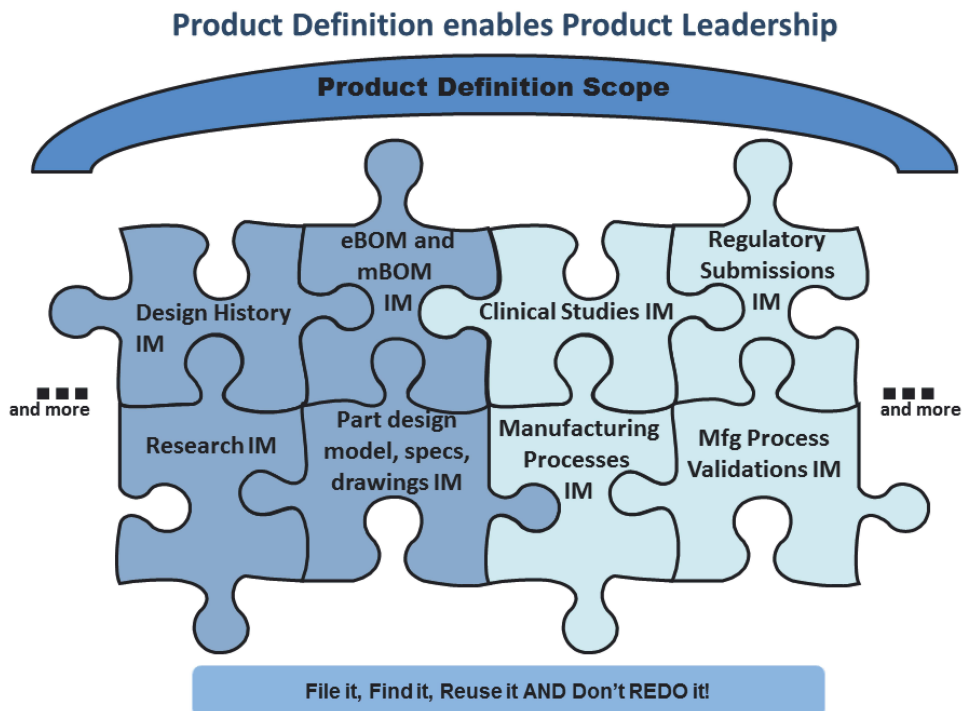 Product Definition enables Product Leadership
Product Definition Scope
eBOM and
mBOM
IM
Regulatory
Submissions
IM
Design History
IM
Clinical Studies IM
and more
and more
Research IM
Part design
model, specs,
drawings IM
Manufacturing
Processes
IM
Mfg Process
Validations IM
File it, Find it, Reuse it AND Don't REDO it!